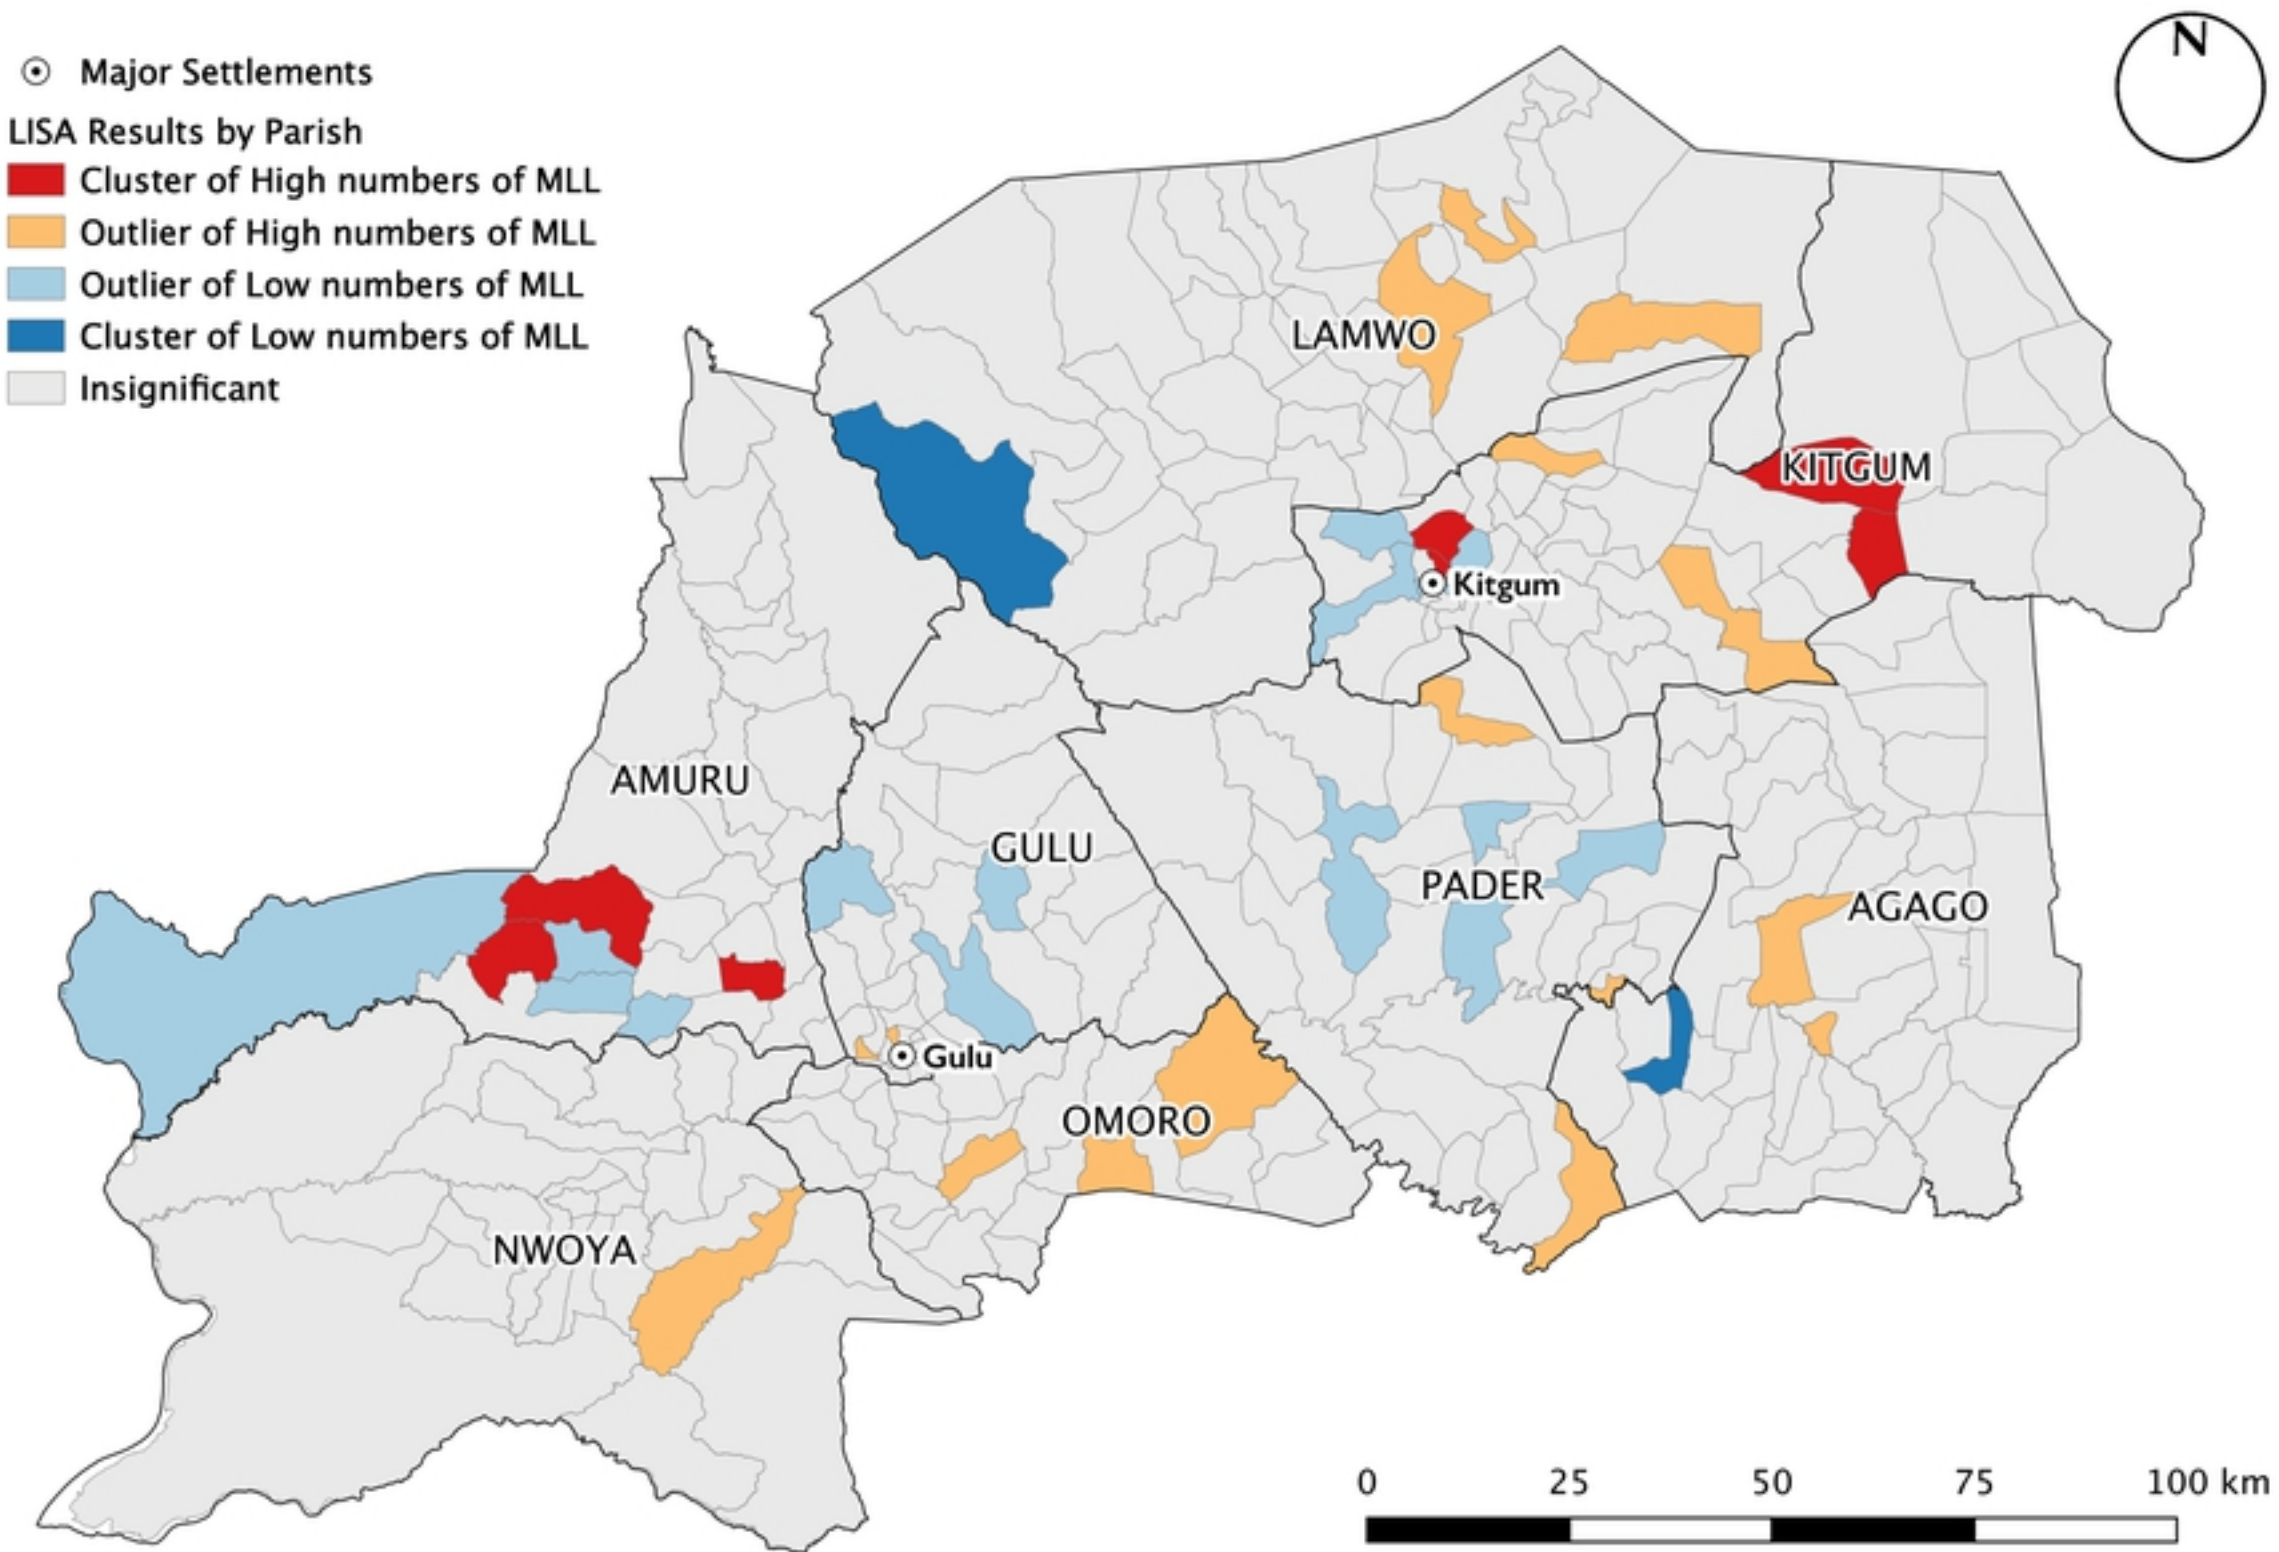 N
Major Settlements
LISA Results by Parish
Cluster of High numbers of MLL
Outlier of High numbers of MLL
Outlier of Low numbers of MLL
Cluster of Low numbers of MLL
Insignificant
LAMWO
KITGUM
Kitgum
AMURU
GULU
PADER
AGAGO
Gulu
OMORO
NWOYA
0 25 50 75 100 km